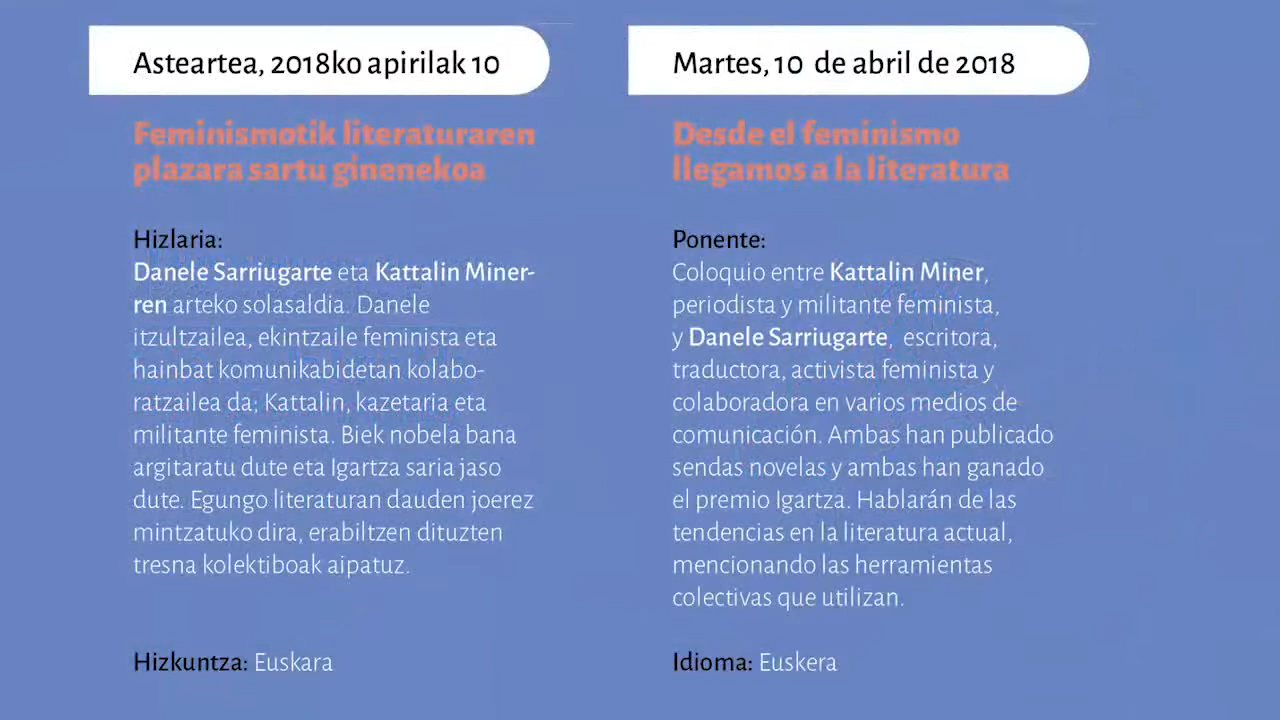 Asteartea, 2018ko apirilak 10
Feminismotik literaturaren
plazara sartu ginenekoa
Hizlaria:
Danele Sarriugarte eta Kattalin Miner-
ren arteko solasaldia. Danele
itzultzailea, ekintzaile feminista eta
hainbat komunikabidetan kolabo-
ratzailea da; Kattalin, kazetaria eta
militante feminista. Biek nobela bana
argitaratu dute eta Igartza saria jaso
dute. Egungo literaturan dauden joerez
mintzatuko dira, erabiltzen dituzten
tresna kolektiboak aipatuz.
Hizkuntza: Euskara
Martes, 10 de abril de 2018
Desde el feminismo
llegamos a la literatura
Ponente:
Coloquio entre Kattalin Miner,
periodista y militante feminista,
y Danele Sarriugarte, escritora,
traductora, activista feminista y
colaboradora en varios medios de
comunicación. Ambas han publicado
sendas novelas y ambas han ganado
el premio Igartza. Hablarán de las
tendencias en la literatura actual,
mencionando las herramientas
colectivas que utilizan.
Idioma: Euskera